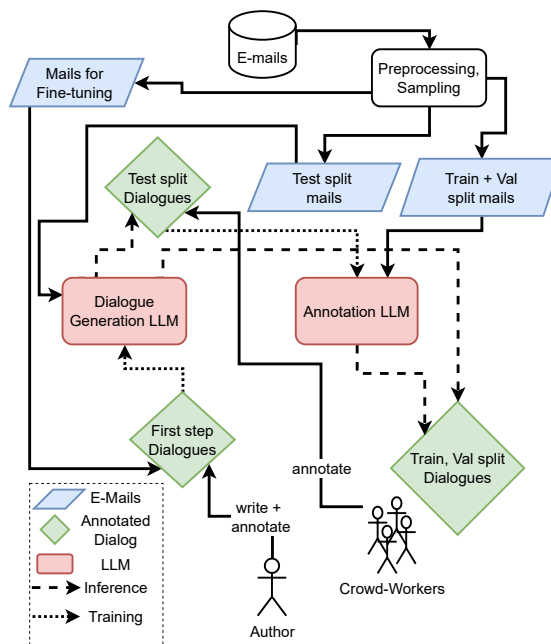 E-mails
Preprocessing,
Sampling
Mails for
Fine-tuning
Test split
Dialogues
Test split
mails
Train + Val
split mails
Dialogue
Generation LLM
Annotation LLM
First step
Dialogues
Train, Val split
Dialogues
annotate
write +
annotate
Crowd-Workers
Author
E-Mails
Annotated
Dialog
LLM
Inference
Training